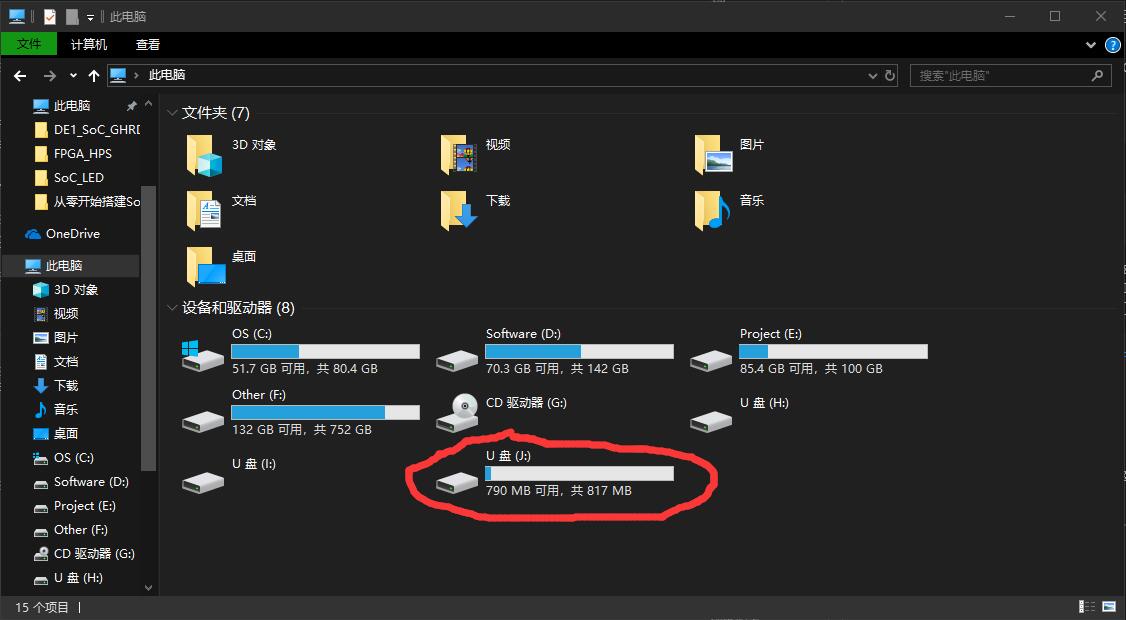 此电脑
文件 计算机 查看
此电脑 搜索"此电脑"
此电脑
DE1_SoC_GHRD
FPGA_HPS
SoC_LED
从零开始搭建So
OneDrive
此电脑
3D 对象
视频
图片
文档
下载
音乐
桌面
OS (C:)
Software (D:)
Project (E:)
Other (F:)
CD 驱动器 (G:)
U 盘 (H:)
文件夹 (7)
3D 对象
视频
图片
文档
下载
音乐
桌面
设备和驱动器 (8)
OS (C:)
51.7 GB 可用，共 80.4 GB
Software (D:)
70.3 GB 可用，共 142 GB
Project (E:)
85.4 GB 可用，共 100 GB
Other (F:)
132 GB 可用，共 752 GB
CD 驱动器 (G:)
U 盘 (H:)
U 盘 (I:)
U 盘 (J:)
790 MB 可用，共 817 MB
15 个项目